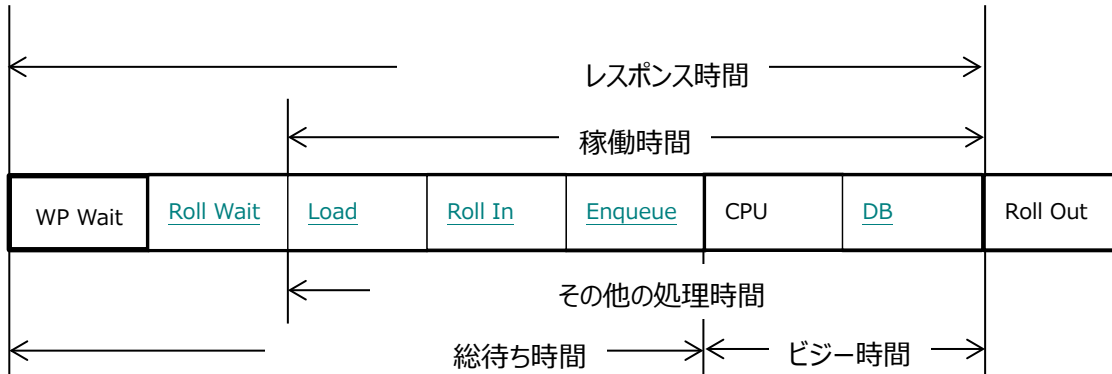 レスポンス時間
稼働時間
WP Wait Roll Wait Load Roll In Enqueue CPU DB Roll Out
その他の処理時間
総待ち時間 ビジー時間